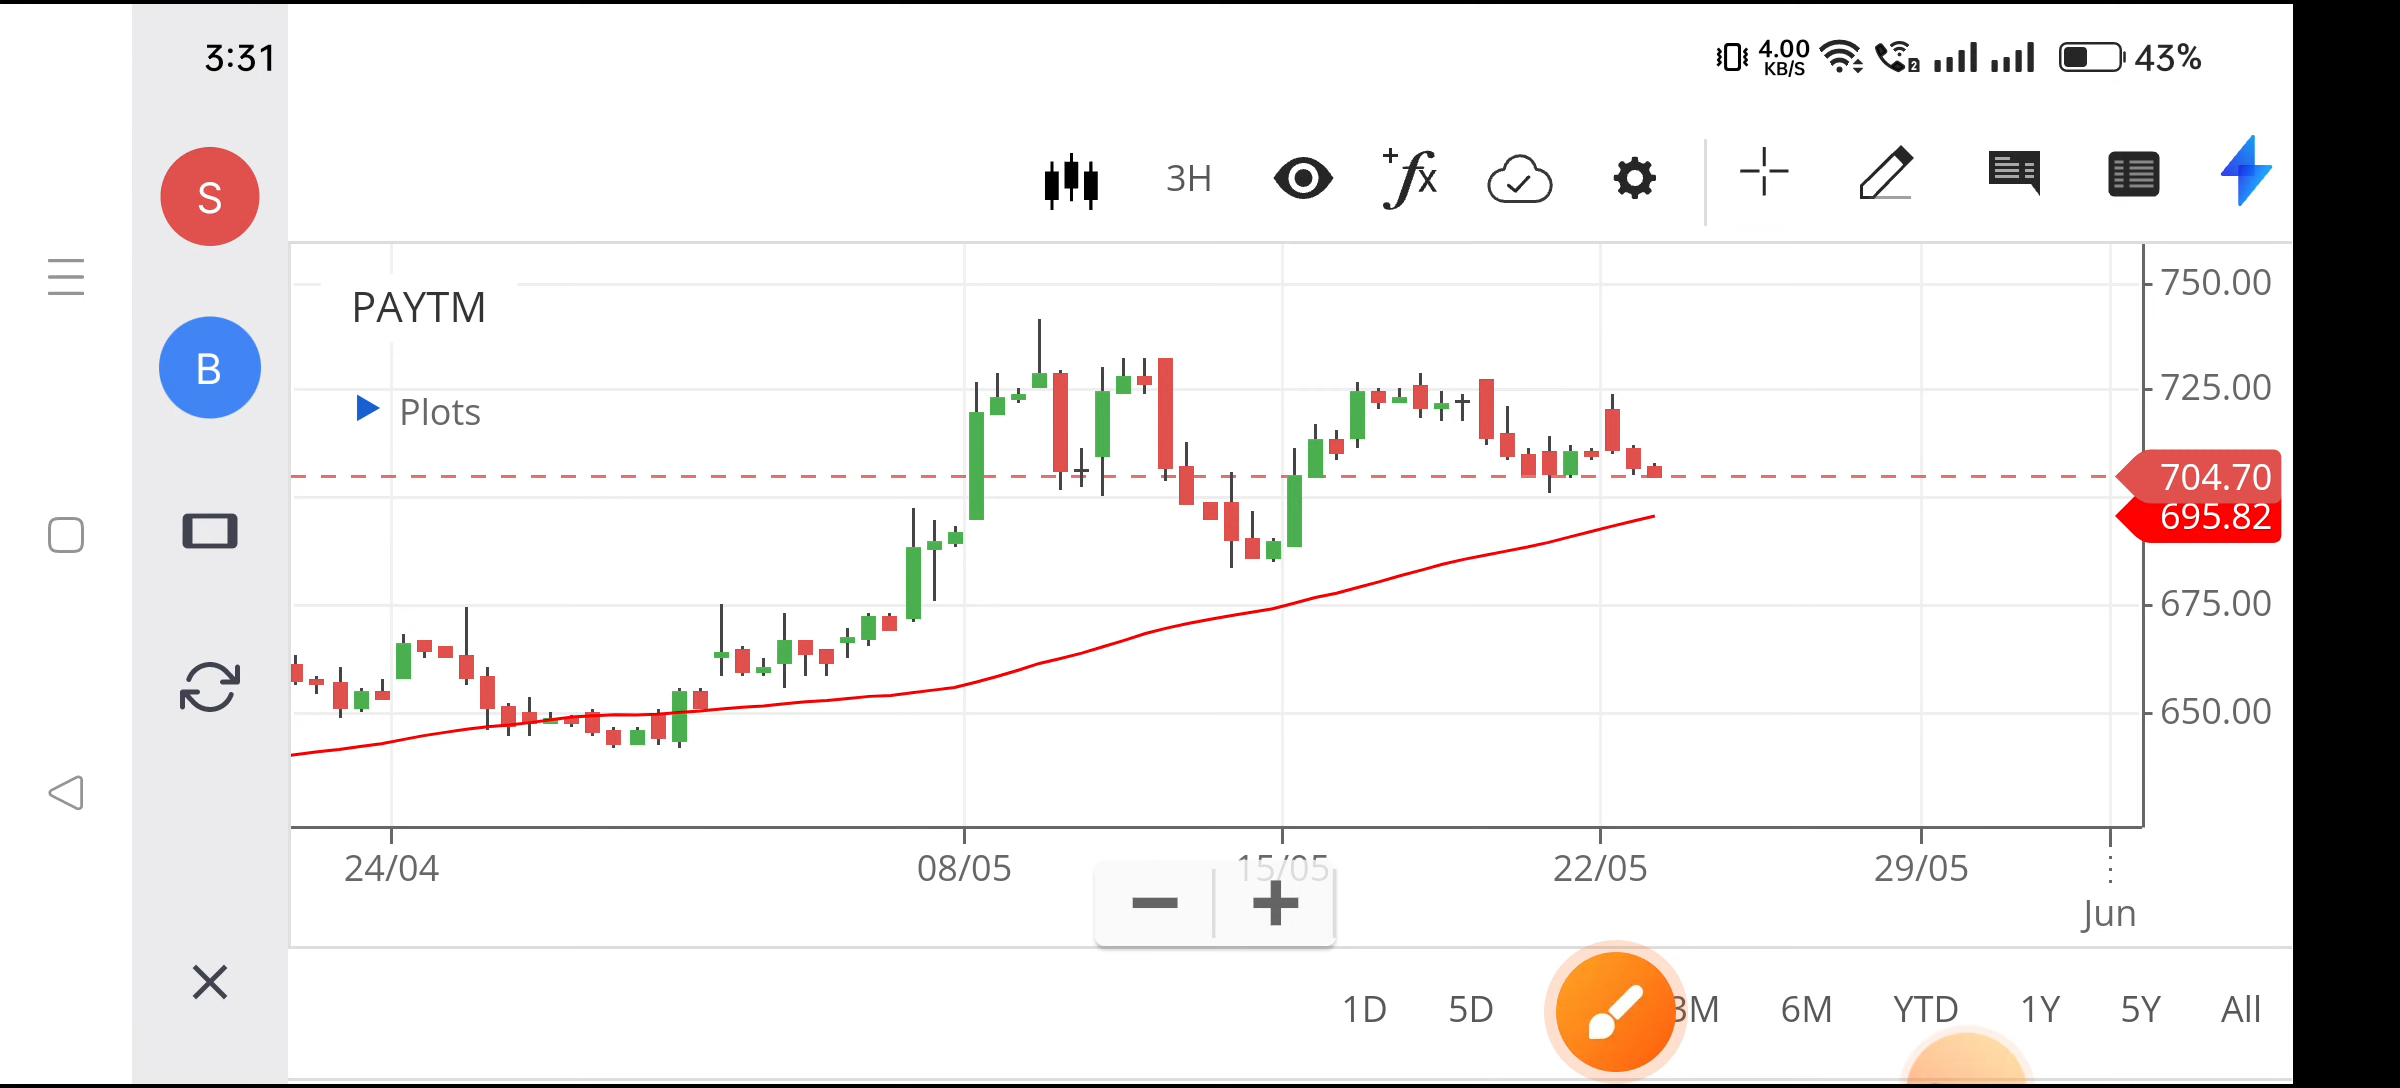 3:31
4.00
KB/S
2
43%
S
3H
+fx
B
PAYTM
Plots
750.00
725.00
704.70
695.82
675.00
650.00
24/04
08/05
15/05
22/05
29/05
Jun
− +
1D 5D 3M 6M YTD 1Y 5Y All